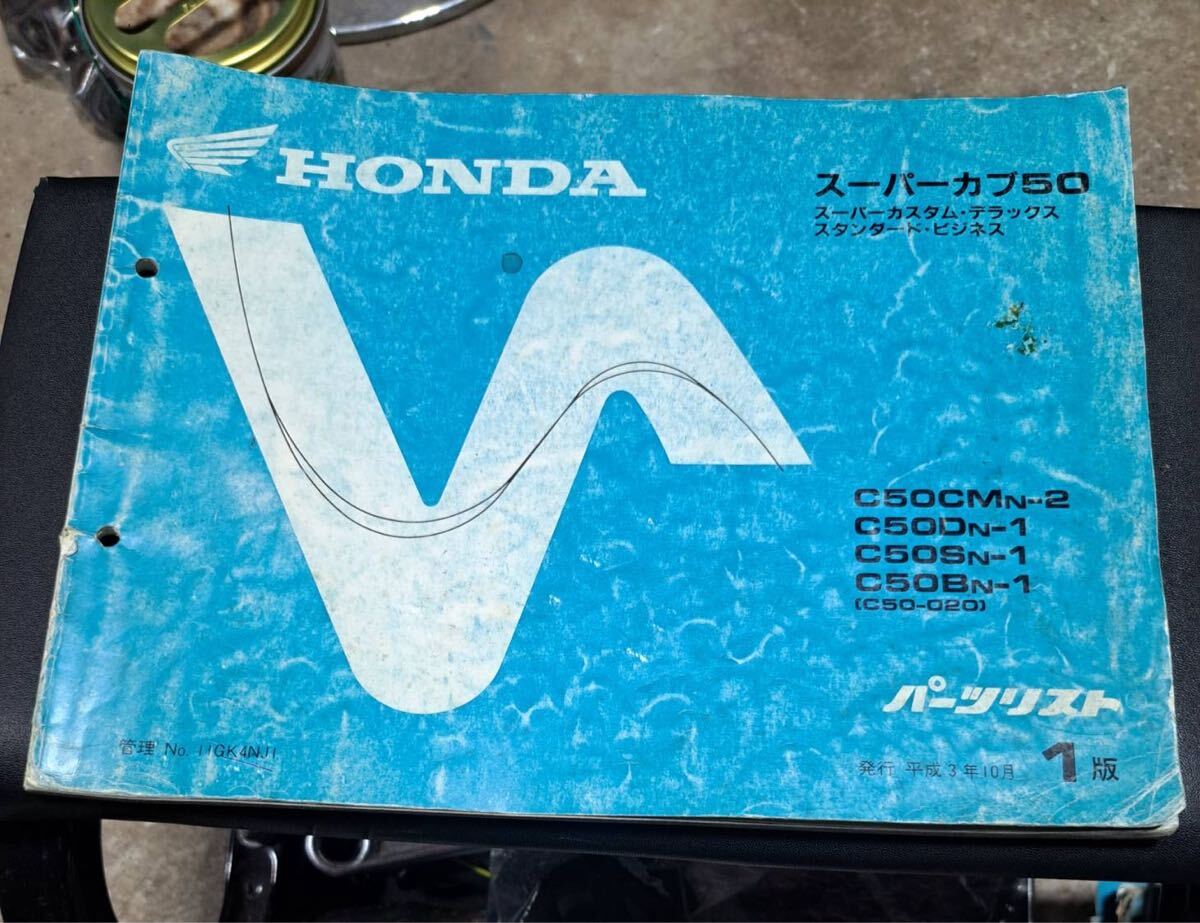 HONDA
スーパーカブ50
スーパーカスタム・デラックス
スタンダード・ビジネス
C50CMN-2
C50DN-1
C50SN-1
C50BN-1
(C50-020)
パーツリスト
管理 No. 11GK4NJ1
発行 平成3年10月 1版